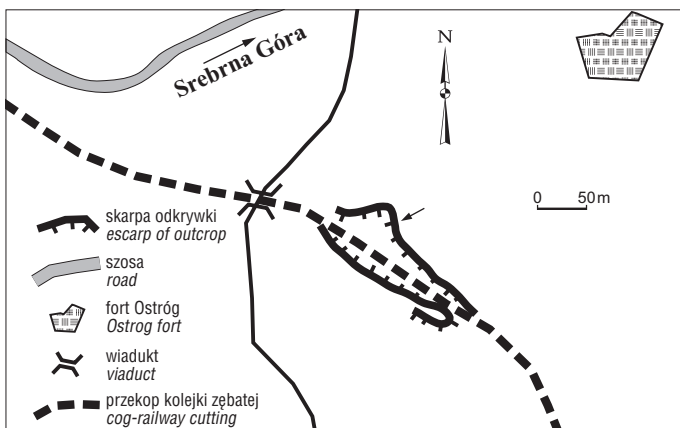 Srebrna Góra
N
0 50 m
skarpa odkrywki
escarp of outcrop
szosa
road
fort Ostróg
Ostrog fort
wiadukt
viaduct
przekop kolejki zębatej
cog-railway cutting